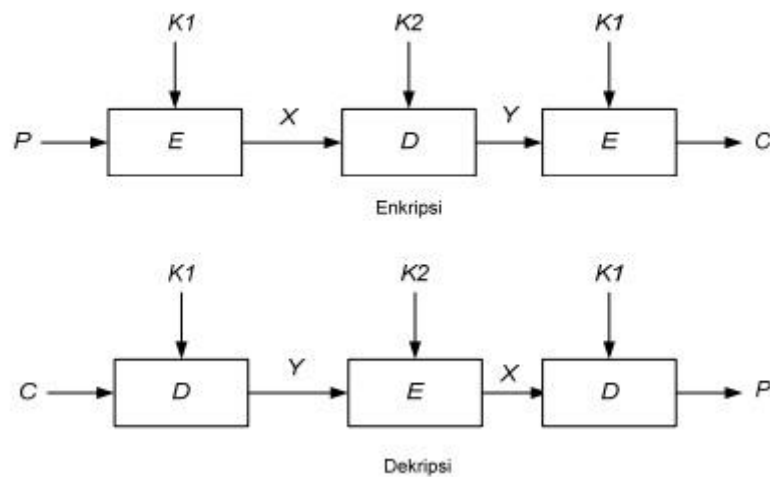 K1 K2 K1
P E X D Y E C
Enkripsi
K1 K2 K1
C D Y E X D P
Dekripsi